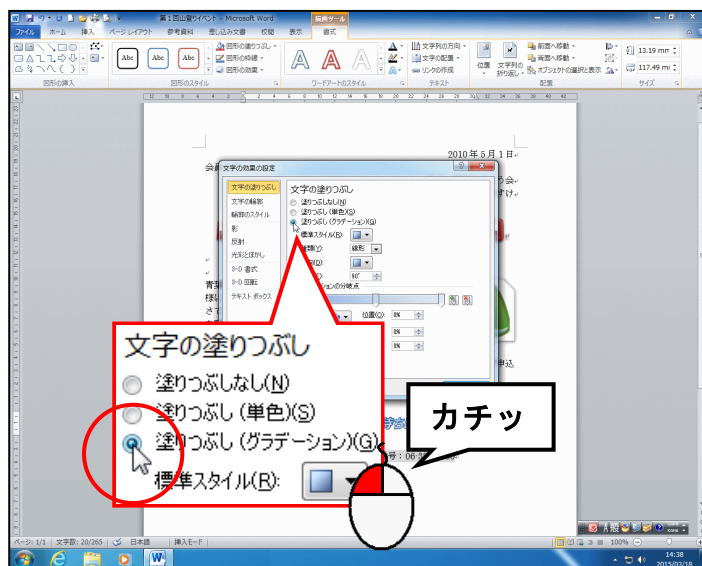 第1回山登りイベント - Microsoft Word
描画ツール
ファイル ホーム 挿入 ページ レイアウト 参考資料 差し込み文書 校閲 表示 書式
Abc Abc Abc
図形の塗りつぶし
図形の枠線
図形の効果
A A A
文字列の方向
文字の配置
リンクの作成
位置 文字列の折り返し
前面へ移動
背面へ移動
オブジェクトの選択と表示
13.19 mm
117.49 mm
図形の挿入 図形のスタイル ワードアートのスタイル テキスト 配置 サイズ
2010 年 5 月 1 日
文字の効果の設定
文字の塗りつぶし
文字の輪郭
輪郭のスタイル
影
反射
光彩とぼかし
3-D 書式
3-D 回転
テキスト ボックス
文字の塗りつぶし
塗りつぶしなし(N)
塗りつぶし (単色)(S)
塗りつぶし (グラデーション)(G)
標準スタイル(R):
線形
90°
位置(O): 0%
0%
0%
文字の塗りつぶし
塗りつぶしなし(N)
塗りつぶし (単色)(S)
塗りつぶし (グラデーション)(G)
標準スタイル(R):
カチッ
ページ: 1/1 文字数: 20/265 日本語 挿入モード 100%
14:38
2015/03/18